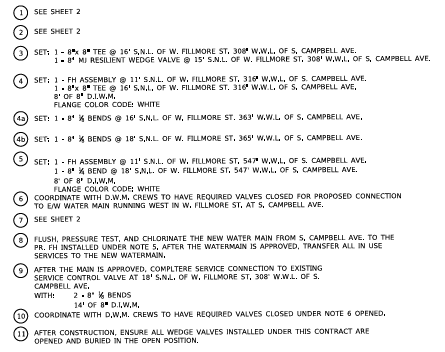 1 SEE SHEET 2
2 SEE SHEET 2
3 SET: 1 - 8"x 8" TEE @ 16' S.N.L. OF W. FILLMORE ST. 308' W.W.L. OF S. CAMPBELL AVE.
1 - 8" MJ RESILIENT WEDGE VALVE @ 15' S.N.L. OF W. FILLMORE ST. 308' W.W.L. OF S. CAMPBELL AVE.
4 SET: 1 - FH ASSEMBLY @ 11' S.N.L. OF W. FILLMORE ST. 316' W.W.L. OF S. CAMPBELL AVE.
1 - 8"x 8" TEE @ 16' S.N.L. OF W. FILLMORE ST. 316' W.W.L. OF S. CAMPBELL AVE.
8' OF 8" D.I.W.M.
FLANGE COLOR CODE: WHITE
4a SET: 1 - 8" ⅛ BENDS @ 16' S.N.L. OF W. FILLMORE ST. 363' W.W.L. OF S. CAMPBELL AVE.
4b SET: 1 - 8" ⅛ BENDS @ 18' S.N.L. OF W. FILLMORE ST. 365' W.W.L. OF S. CAMPBELL AVE.
5 SET: 1 - FH ASSEMBLY @ 11' S.N.L. OF W. FILLMORE ST. 547' W.W.L. OF S. CAMPBELL AVE.
1 - 8" ¼ BEND @ 18' S.N.L. OF W. FILLMORE ST. 547' W.W.L. OF S. CAMPBELL AVE.
8' OF 8" D.I.W.M.
FLANGE COLOR CODE: WHITE
6 COORDINATE WITH D.W.M. CREWS TO HAVE REQUIRED VALVES CLOSED FOR PROPOSED CONNECTION
TO E/W WATER MAIN RUNNING WEST IN W. FILLMORE ST. AT S. CAMPBELL AVE.
7 SEE SHEET 2
8 FLUSH, PRESSURE TEST, AND CHLORINATE THE NEW WATER MAIN FROM S. CAMPBELL AVE. TO THE
PR. FH INSTALLED UNDER NOTE 5. AFTER THE WATERMAIN IS APPROVED, TRANSFER ALL IN USE
SERVICES TO THE NEW WATERMAIN.
9 AFTER THE MAIN IS APPROVED, COMPLTERE SERVICE CONNECTION TO EXISTING
SERVICE CONTROL VALVE AT 18' S.N.L. OF W. FILLMORE ST. 308' W.W.L. OF S.
CAMPBELL AVE.
WITH: 2 - 8" ⅛ BENDS
14' OF 8" D.I.W.M.
10 COORDINATE WITH D.W.M. CREWS TO HAVE REQUIRED VALVES CLOSED UNDER NOTE 6 OPENED.
11 AFTER CONSTRUCTION, ENSURE ALL WEDGE VALVES INSTALLED UNDER THIS CONTRACT ARE
OPENED AND BURIED IN THE OPEN POSITION.